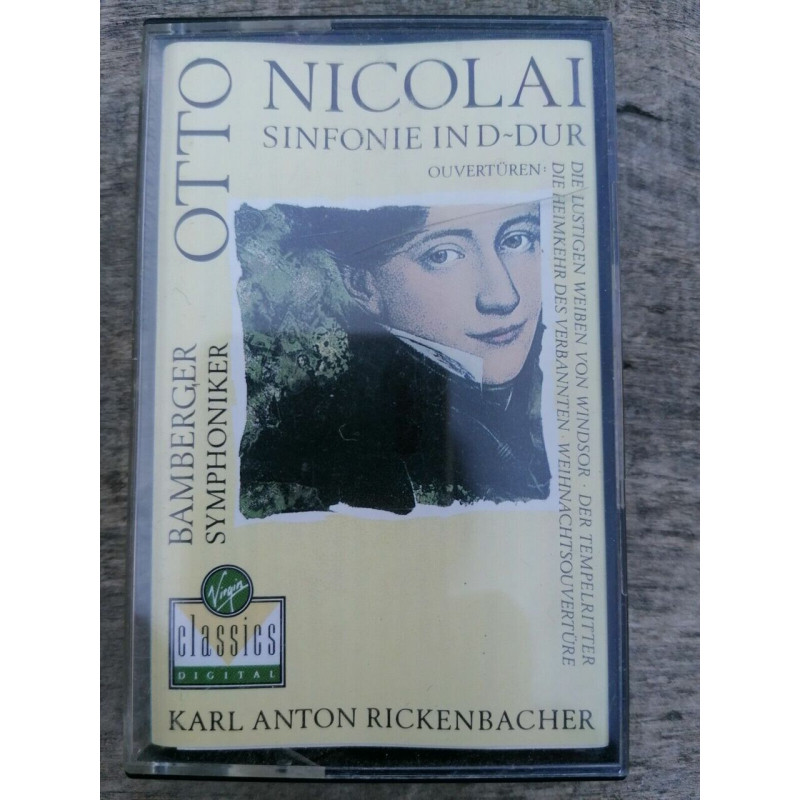 OTTO
NICOLAI
SINFONIE IN D-DUR
OUVERTÜREN:
DIE LUSTIGEN WEIBEN VON WINDSOR · DER TEMPELRITTER
DIE HEIMKEHR DES VERBANNTEN · WEIHNACHTSOUVERTÜRE
BAMBERGER
SYMPHONIKER
Virgin
classics
DIGITAL
KARL ANTON RICKENBACHER